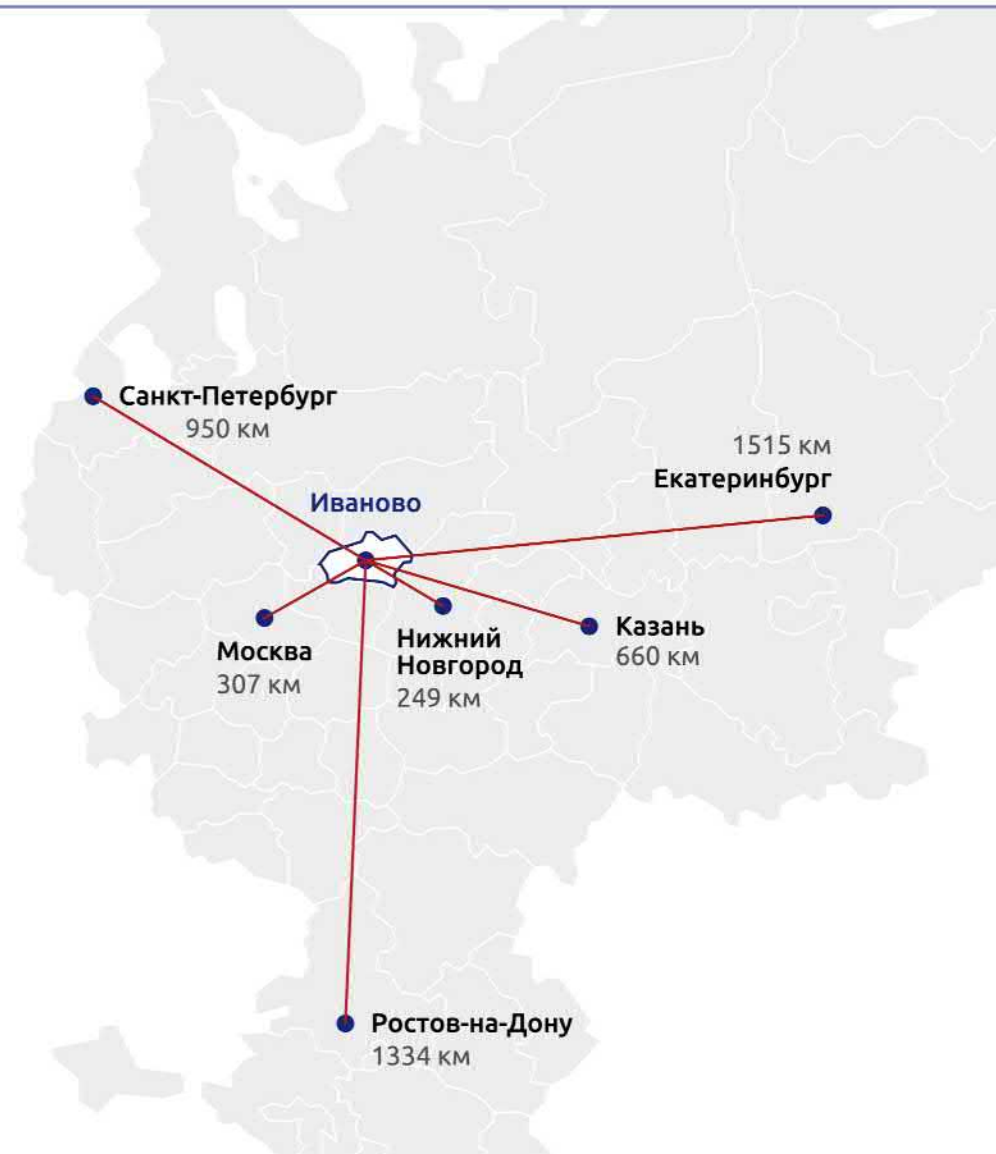 Санкт-Петербург
950 км
1515 км
Екатеринбург
Иваново
Москва
307 км
Нижний
Новгород
249 км
Казань
660 км
Ростов-на-Дону
1334 км